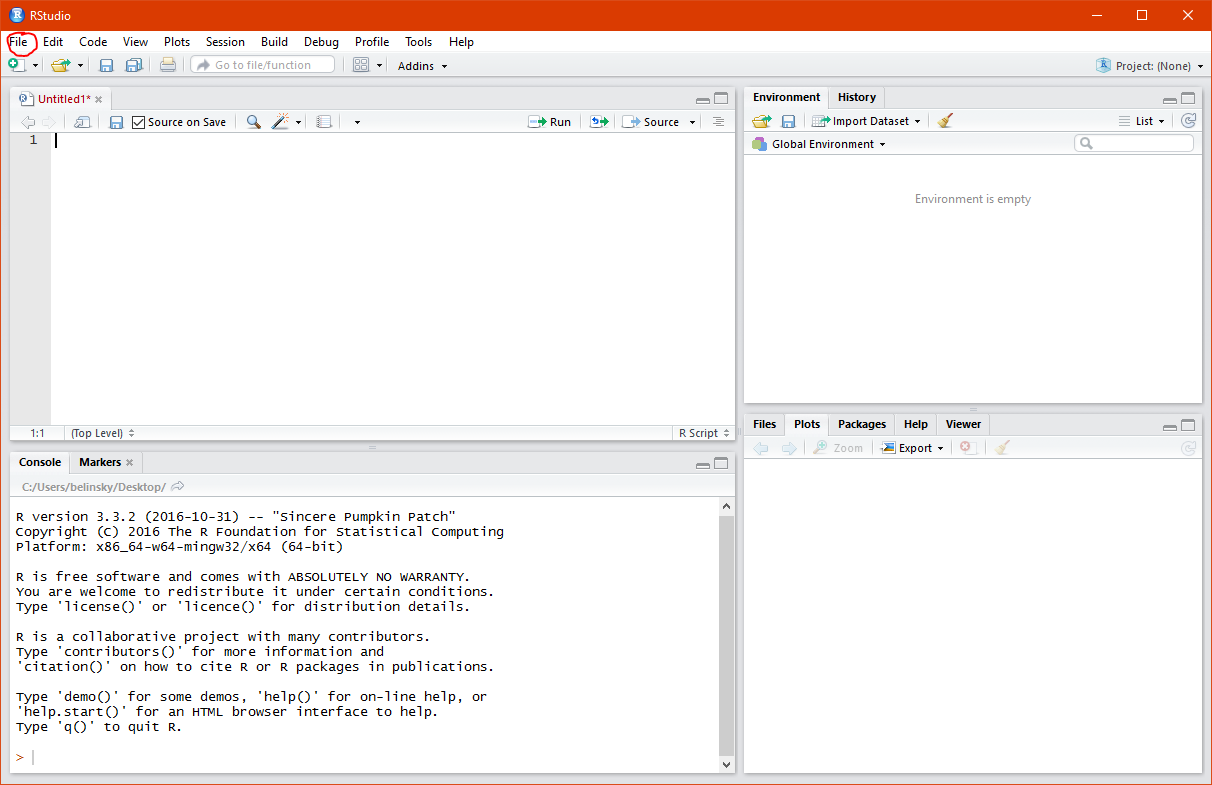 RStudio
File Edit Code View Plots Session Build Debug Profile Tools Help
Go to file/function Addins Project: (None)
Untitled1*
Source on Save Run Source
1
1:1 (Top Level) R Script
Console Markers
C:/Users/belinsky/Desktop/
R version 3.3.2 (2016-10-31) -- "Sincere Pumpkin Patch"
Copyright (C) 2016 The R Foundation for Statistical Computing
Platform: x86_64-w64-mingw32/x64 (64-bit)
R is free software and comes with ABSOLUTELY NO WARRANTY.
You are welcome to redistribute it under certain conditions.
Type 'license()' or 'licence()' for distribution details.
R is a collaborative project with many contributors.
Type 'contributors()' for more information and
'citation()' on how to cite R or R packages in publications.
Type 'demo()' for some demos, 'help()' for on-line help, or
'help.start()' for an HTML browser interface to help.
Type 'q()' to quit R.
>
Environment History
Import Dataset List
Global Environment
Environment is empty
Files Plots Packages Help Viewer
Zoom Export